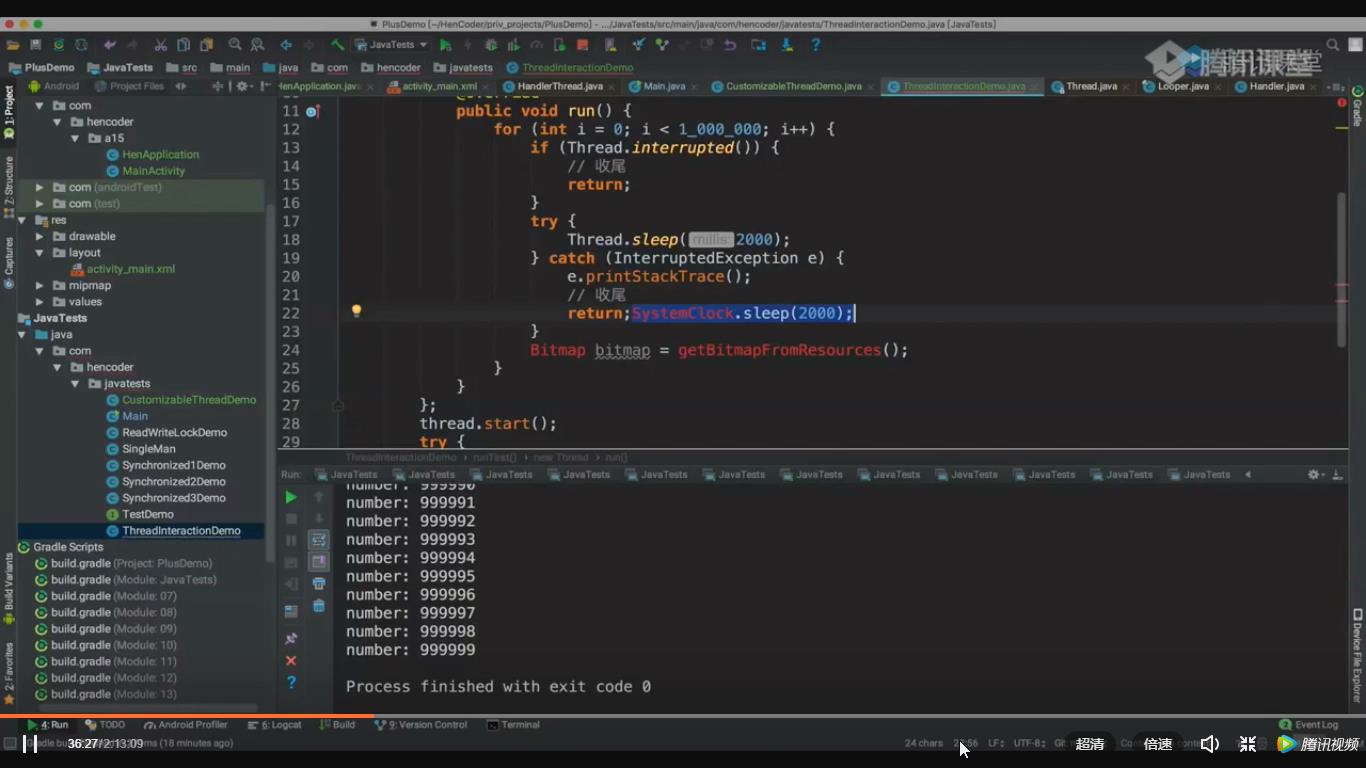 PlusDemo [~/HenCoder/priv_projects/PlusDemo] – .../JavaTests/src/main/java/com/hencoder/javatests/ThreadInteractionDemo.java [JavaTests]
JavaTests
PlusDemo JavaTests src main java com hencoder javatests ThreadInteractionDemo
腾讯课堂
Android Project Files
HenApplication.java activity_main.xml HandlerThread.java Main.java CustomizableThreadDemo.java ThreadInteractionDemo.java Thread.java Looper.java Handler.java
1: Project
Z: Structure
Captures
Build Variants
2: Favorites
Gradle
Device File Explorer
com
hencoder
a15
HenApplication
MainActivity
com (androidTest)
com (test)
res
drawable
layout
activity_main.xml
mipmap
values
JavaTests
java
com
hencoder
javatests
CustomizableThreadDemo
Main
ReadWriteLockDemo
SingleMan
Synchronized1Demo
Synchronized2Demo
Synchronized3Demo
TestDemo
ThreadInteractionDemo
Gradle Scripts
build.gradle (Project: PlusDemo)
build.gradle (Module: JavaTests)
build.gradle (Module: 07)
build.gradle (Module: 08)
build.gradle (Module: 09)
build.gradle (Module: 10)
build.gradle (Module: 11)
build.gradle (Module: 12)
build.gradle (Module: 13)
11 public void run() {
12 for (int i = 0; i < 1_000_000; i++) {
13 if (Thread.interrupted()) {
14 // 收尾
15 return;
16 }
17 try {
18 Thread.sleep( millis: 2000);
19 } catch (InterruptedException e) {
20 e.printStackTrace();
21 // 收尾
22 return;SystemClock.sleep(2000);
23 }
24 Bitmap bitmap = getBitmapFromResources();
25 }
26 }
27 };
28 thread.start();
29 try {
ThreadInteractionDemo › runTest() › new Thread › run()
Run: JavaTests JavaTests JavaTests JavaTests JavaTests JavaTests JavaTests JavaTests JavaTests JavaTests JavaTests JavaTests
number: 999990
number: 999991
number: 999992
number: 999993
number: 999994
number: 999995
number: 999996
number: 999997
number: 999998
number: 999999
Process finished with exit code 0
4: Run TODO Android Profiler 6: Logcat Build 9: Version Control Terminal 2 Event Log
36:27/2:13:09
(18 minutes ago)
24 chars LF UTF-8 Git:
超清 倍速 腾讯视频